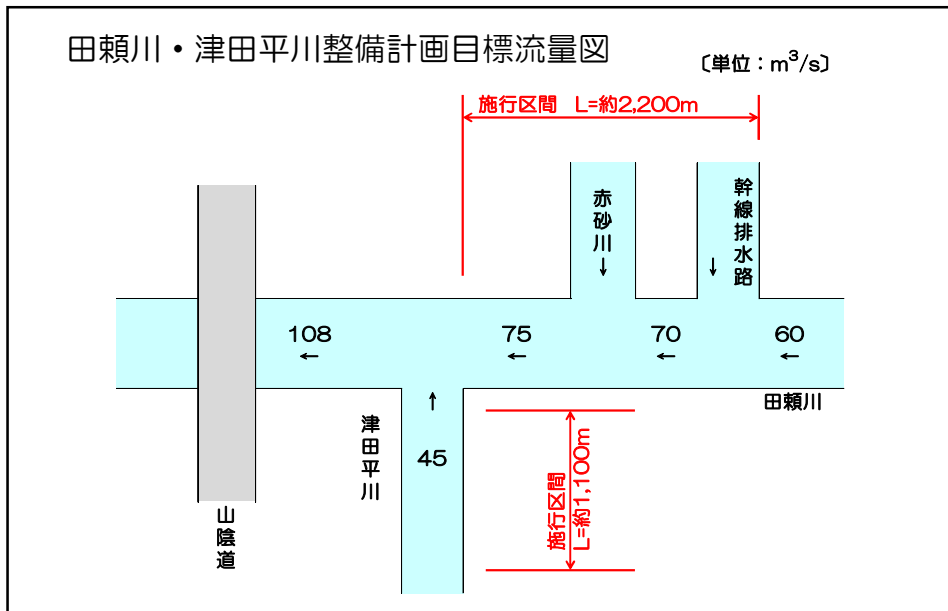 田頼川・津田平川整備計画目標流量図
〔単位：m³/s〕
施行区間 L=約2,200m
赤砂川
↓
幹線排水路
↓
108
←
75
←
70
←
60
←
田頼川
津田平川
↑
45
施行区間
L=約1,100m
山陰道